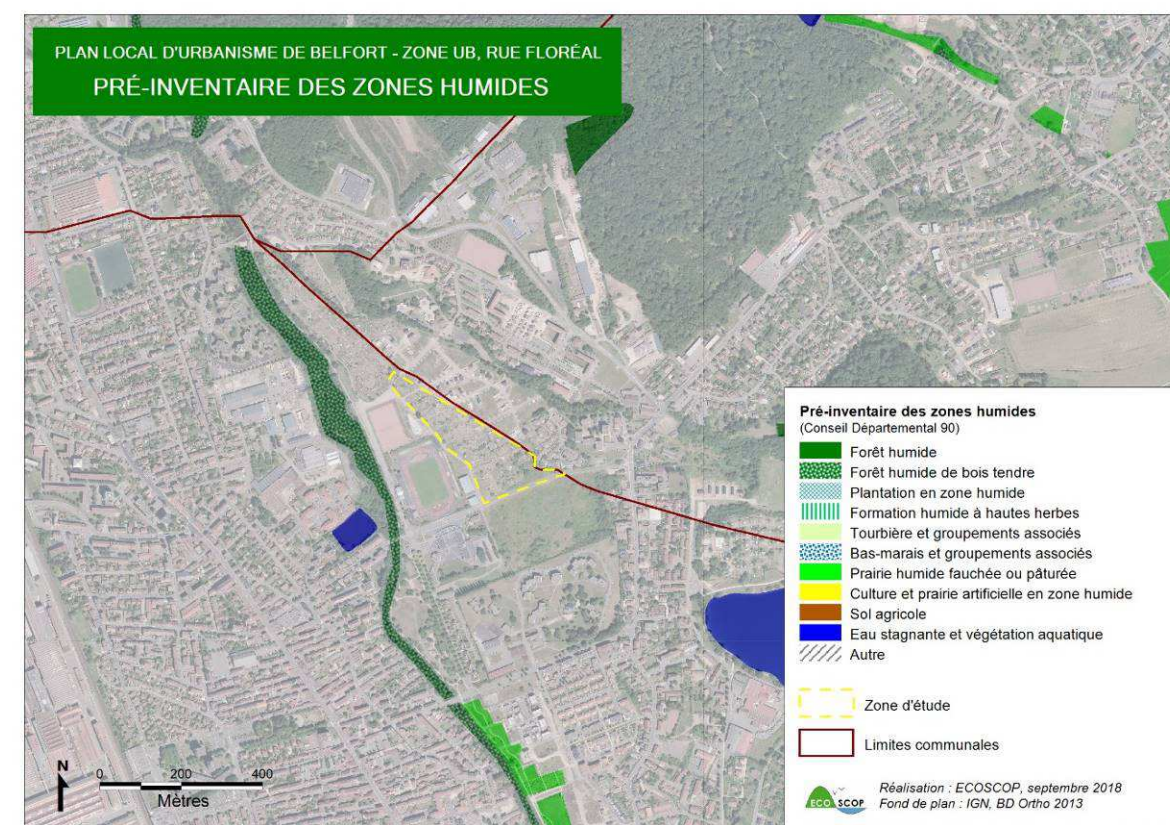 PLAN LOCAL D'URBANISME DE BELFORT - ZONE UB, RUE FLORÉAL
PRÉ-INVENTAIRE DES ZONES HUMIDES
Pré-inventaire des zones humides
(Conseil Départemental 90)
Forêt humide
Forêt humide de bois tendre
Plantation en zone humide
Formation humide à hautes herbes
Tourbière et groupements associés
Bas-marais et groupements associés
Prairie humide fauchée ou pâturée
Culture et prairie artificielle en zone humide
Sol agricole
Eau stagnante et végétation aquatique
Autre
Zone d'étude
Limites communales
N
0 200 400
Mètres
ECO SCOP
Réalisation : ECOSCOP, septembre 2018
Fond de plan : IGN, BD Ortho 2013